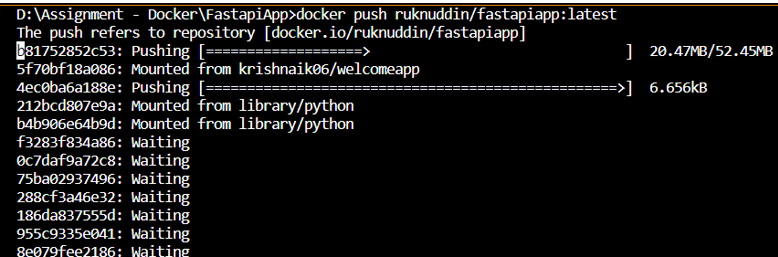 D:\Assignment - Docker\FastapiApp>docker push ruknuddin/fastapiapp:latest
The push refers to repository [docker.io/ruknuddin/fastapiapp]
b81752852c53: Pushing [===================>                               ]  20.47MB/52.45MB
5f70bf18a086: Mounted from krishnaik06/welcomeapp
4ec0ba6a188e: Pushing [==================================================>]  6.656kB
212bcd807e9a: Mounted from library/python
b4b906e64b9d: Mounted from library/python
f3283f834a86: Waiting
0c7daf9a72c8: Waiting
75ba02937496: Waiting
288cf3a46e32: Waiting
186da837555d: Waiting
955c9335e041: Waiting
8e079fee2186: Waiting